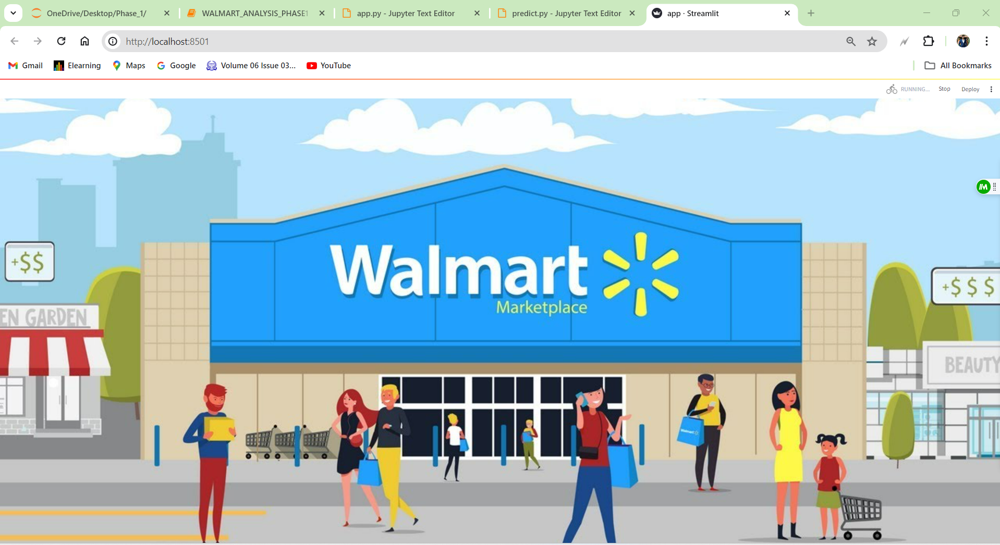 OneDrive/Desktop/Phase_1/
WALMART_ANALYSIS_PHASE1
app.py - Jupyter Text Editor
predict.py - Jupyter Text Editor
app · Streamlit
http://localhost:8501
Gmail
Elearning
Maps
Google
Volume 06 Issue 03...
YouTube
All Bookmarks
RUNNING...
Stop
Deploy
Walmart
Marketplace
+$$
+$$$
EN GARDEN
BEAUTY
Walmart